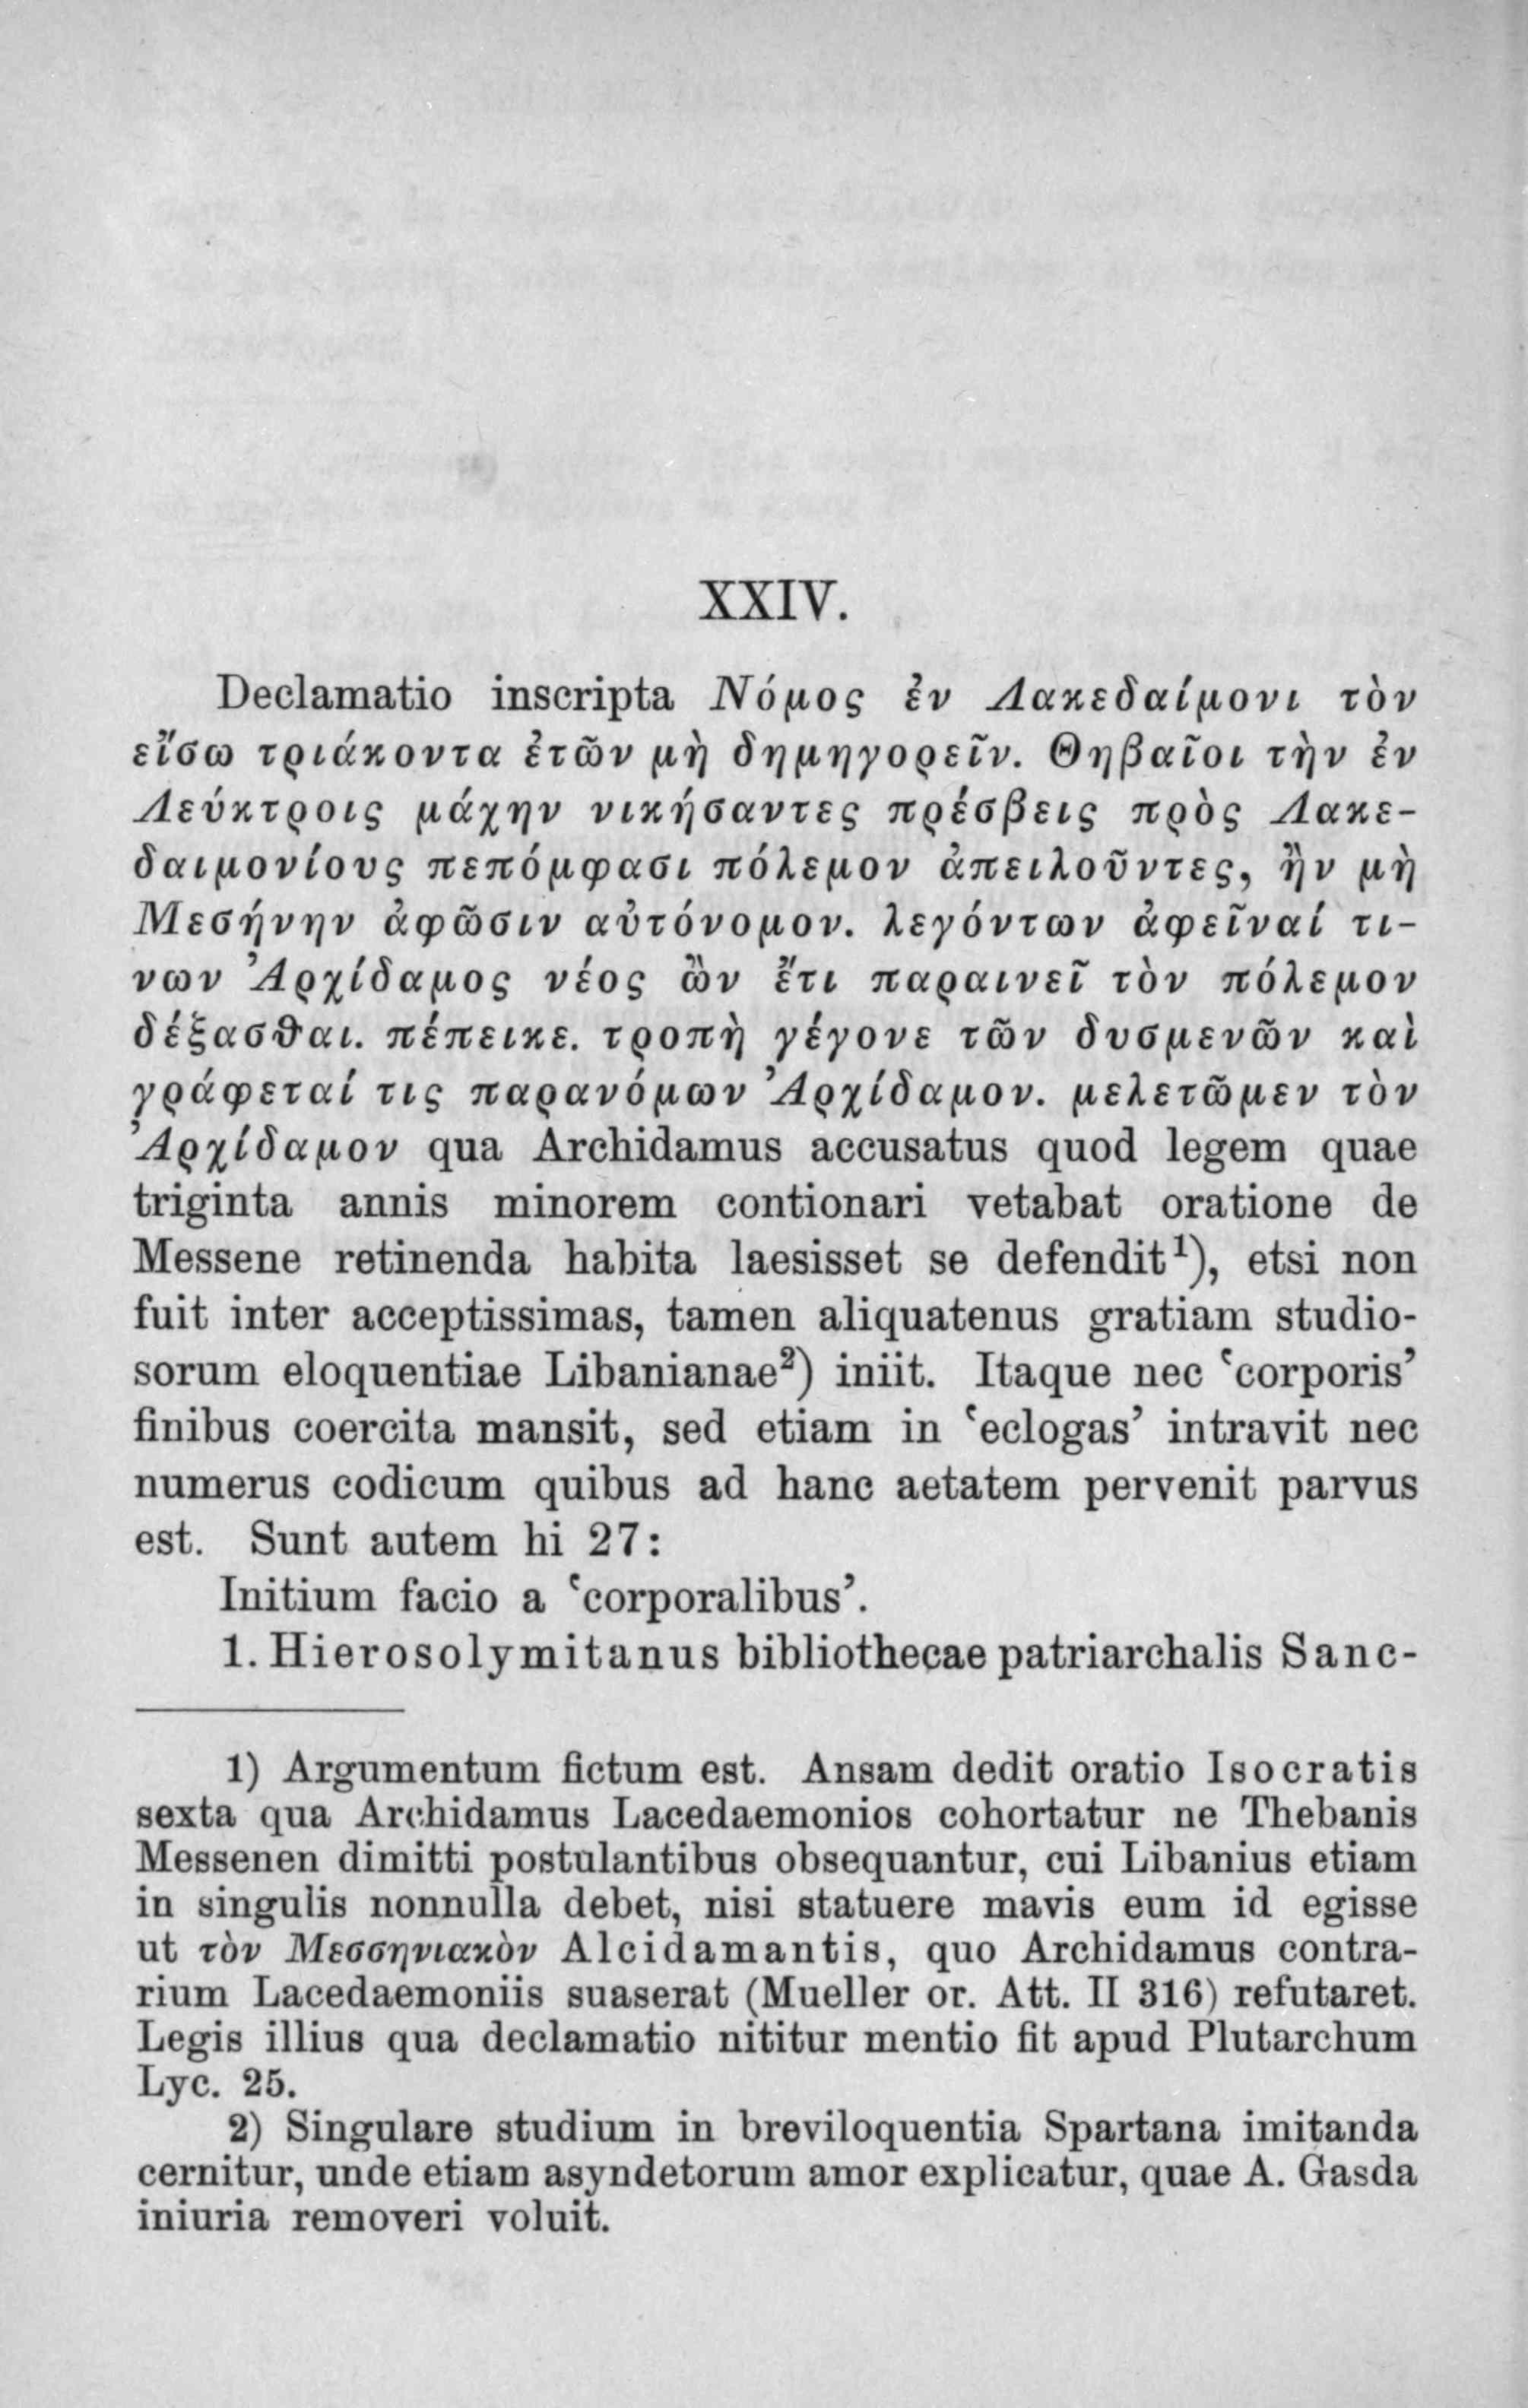 XXIV.
Declamatio inscripta Νόμος ἐν Λακεδαίμονι τὸν
εἴσω τριάκοντα ἐτῶν μὴ δημηγορεῖν. Θηβαῖοι τὴν ἐν
Λεύκτροις μάχην νικήσαντες πρέσβεις πρὸς Λακε-
δαιμονίους πεπόμφασι πόλεμον ἀπειλοῦντες, ἢν μὴ
Μεσήνην ἀφῶσιν αὐτόνομον. λεγόντων ἀφεῖναί τι-
νων Ἀρχίδαμος νέος ὢν ἔτι παραινεῖ τὸν πόλεμον
δέξασθαι. πέπεικε. τροπὴ γέγονε τῶν δυσμενῶν καὶ
γράφεταί τις παρανόμων Ἀρχίδαμον. μελετῶμεν τὸν
Ἀρχίδαμον qua Archidamus accusatus quod legem quae
triginta annis minorem contionari vetabat oratione de
Messene retinenda habita laesisset se defendit¹), etsi non
fuit inter acceptissimas, tamen aliquatenus gratiam studio-
sorum eloquentiae Libanianae²) iniit. Itaque nec ‛corporis’
finibus coercita mansit, sed etiam in ‛eclogas’ intravit nec
numerus codicum quibus ad hanc aetatem pervenit parvus
est. Sunt autem hi 27:
Initium facio a ‛corporalibus’.
1. Hierosolymitanus bibliothecae patriarchalis Sanc-
1) Argumentum fictum est. Ansam dedit oratio Isocratis
sexta qua Archidamus Lacedaemonios cohortatur ne Thebanis
Messenen dimitti postulantibus obsequantur, cui Libanius etiam
in singulis nonnulla debet, nisi statuere mavis eum id egisse
ut τὸν Μεσσηνιακὸν Alcidamantis, quo Archidamus contra-
rium Lacedaemoniis suaserat (Mueller or. Att. II 316) refutaret.
Legis illius qua declamatio nititur mentio fit apud Plutarchum
Lyc. 25.
2) Singulare studium in breviloquentia Spartana imitanda
cernitur, unde etiam asyndetorum amor explicatur, quae A. Gasda
iniuria removeri voluit.